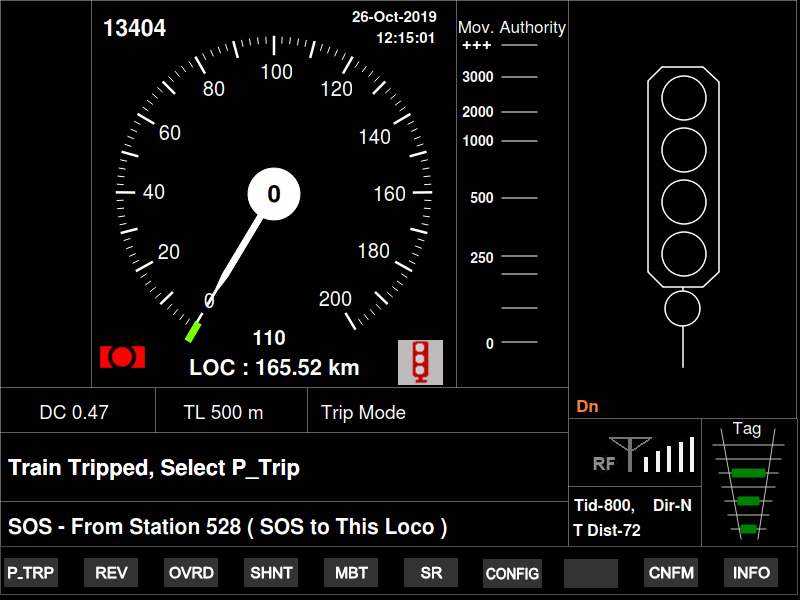 13404
26-Oct-2019
12:15:01
0
20
40
60
80
100
120
140
160
180
200
0
110
LOC : 165.52 km
Mov. Authority
+++
3000
2000
1000
500
250
0
Dn
DC 0.47
TL 500 m
Trip Mode
Train Tripped, Select P_Trip
SOS - From Station 528 ( SOS to This Loco )
RF
Tag
Tid-800, Dir-N
T Dist-72
P_TRP
REV
OVRD
SHNT
MBT
SR
CONFIG
CNFM
INFO